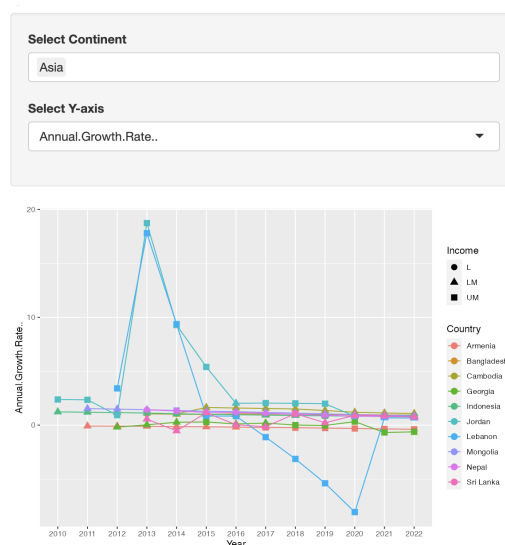 Select Continent
Asia
Select Y-axis
Annual.Growth.Rate..
20
10
0
Annual.Growth.Rate..
2010 2011 2012 2013 2014 2015 2016 2017 2018 2019 2020 2021 2022
Year
Income
L
LM
UM
Country
Armenia
Bangladesh
Cambodia
Georgia
Indonesia
Jordan
Lebanon
Mongolia
Nepal
Sri Lanka